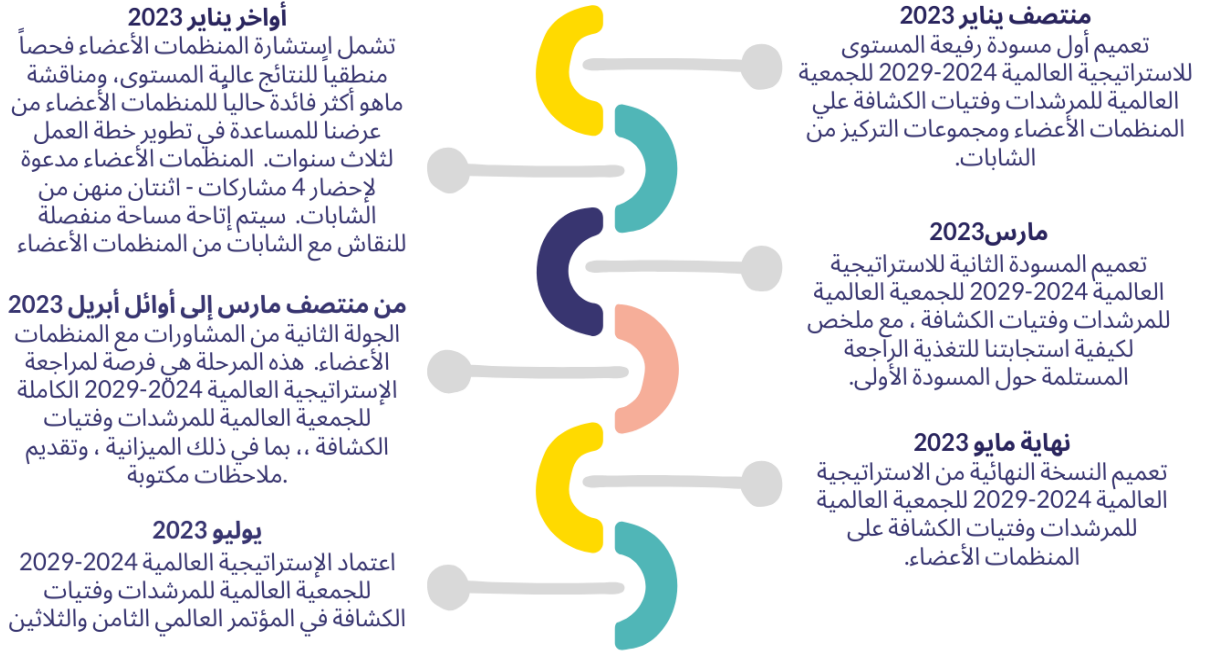 منتصف يناير 2023
تعميم أول مسودة رفيعة المستوى
للاستراتيجية العالمية 2024-2029 للجمعية
العالمية للمرشدات وفتيات الكشافة علي
المنظمات الأعضاء ومجموعات التركيز من
الشابات.
أواخر يناير 2023
تشمل إستشارة المنظمات الأعضاء فحصاً
منطقياً للنتائج عالية المستوى، ومناقشة
ماهو أكثر فائدة حالياً للمنظمات الأعضاء من
عرضنا للمساعدة في تطوير خطة العمل
لثلاث سنوات. المنظمات الأعضاء مدعوة
لإحضار 4 مشاركات - اثنتان منهن من
الشابات. سيتم إتاحة مساحة منفصلة
للنقاش مع الشابات من المنظمات الأعضاء
مارس2023
تعميم المسودة الثانية للاستراتيجية
العالمية 2024-2029 للجمعية العالمية
للمرشدات وفتيات الكشافة ، مع ملخص
لكيفية استجابتنا للتغذية الراجعة
المستلمة حول المسودة الأولى.
من منتصف مارس إلى أوائل أبريل 2023
الجولة الثانية من المشاورات مع المنظمات
الأعضاء. هذه المرحلة هي فرصة لمراجعة
الإستراتيجية العالمية 2024-2029 الكاملة
للجمعية العالمية للمرشدات وفتيات
الكشافة ،، بما في ذلك الميزانية ، وتقديم
.ملاحظات مكتوبة
نهاية مايو 2023
تعميم النسخة النهائية من الاستراتيجية
العالمية 2024-2029 للجمعية العالمية
للمرشدات وفتيات الكشافة على
المنظمات الأعضاء.
يوليو 2023
اعتماد الإستراتيجية العالمية 2024-2029
للجمعية العالمية للمرشدات وفتيات
الكشافة في المؤتمر العالمي الثامن والثلاثين